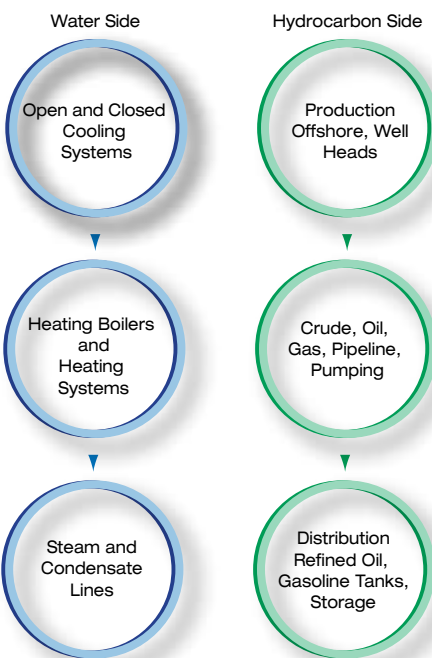 Water Side
Open and Closed
Cooling
Systems
Heating Boilers
and
Heating
Systems
Steam and
Condensate
Lines
Hydrocarbon Side
Production
Offshore, Well
Heads
Crude, Oil,
Gas, Pipeline,
Pumping
Distribution
Refined Oil,
Gasoline Tanks,
Storage